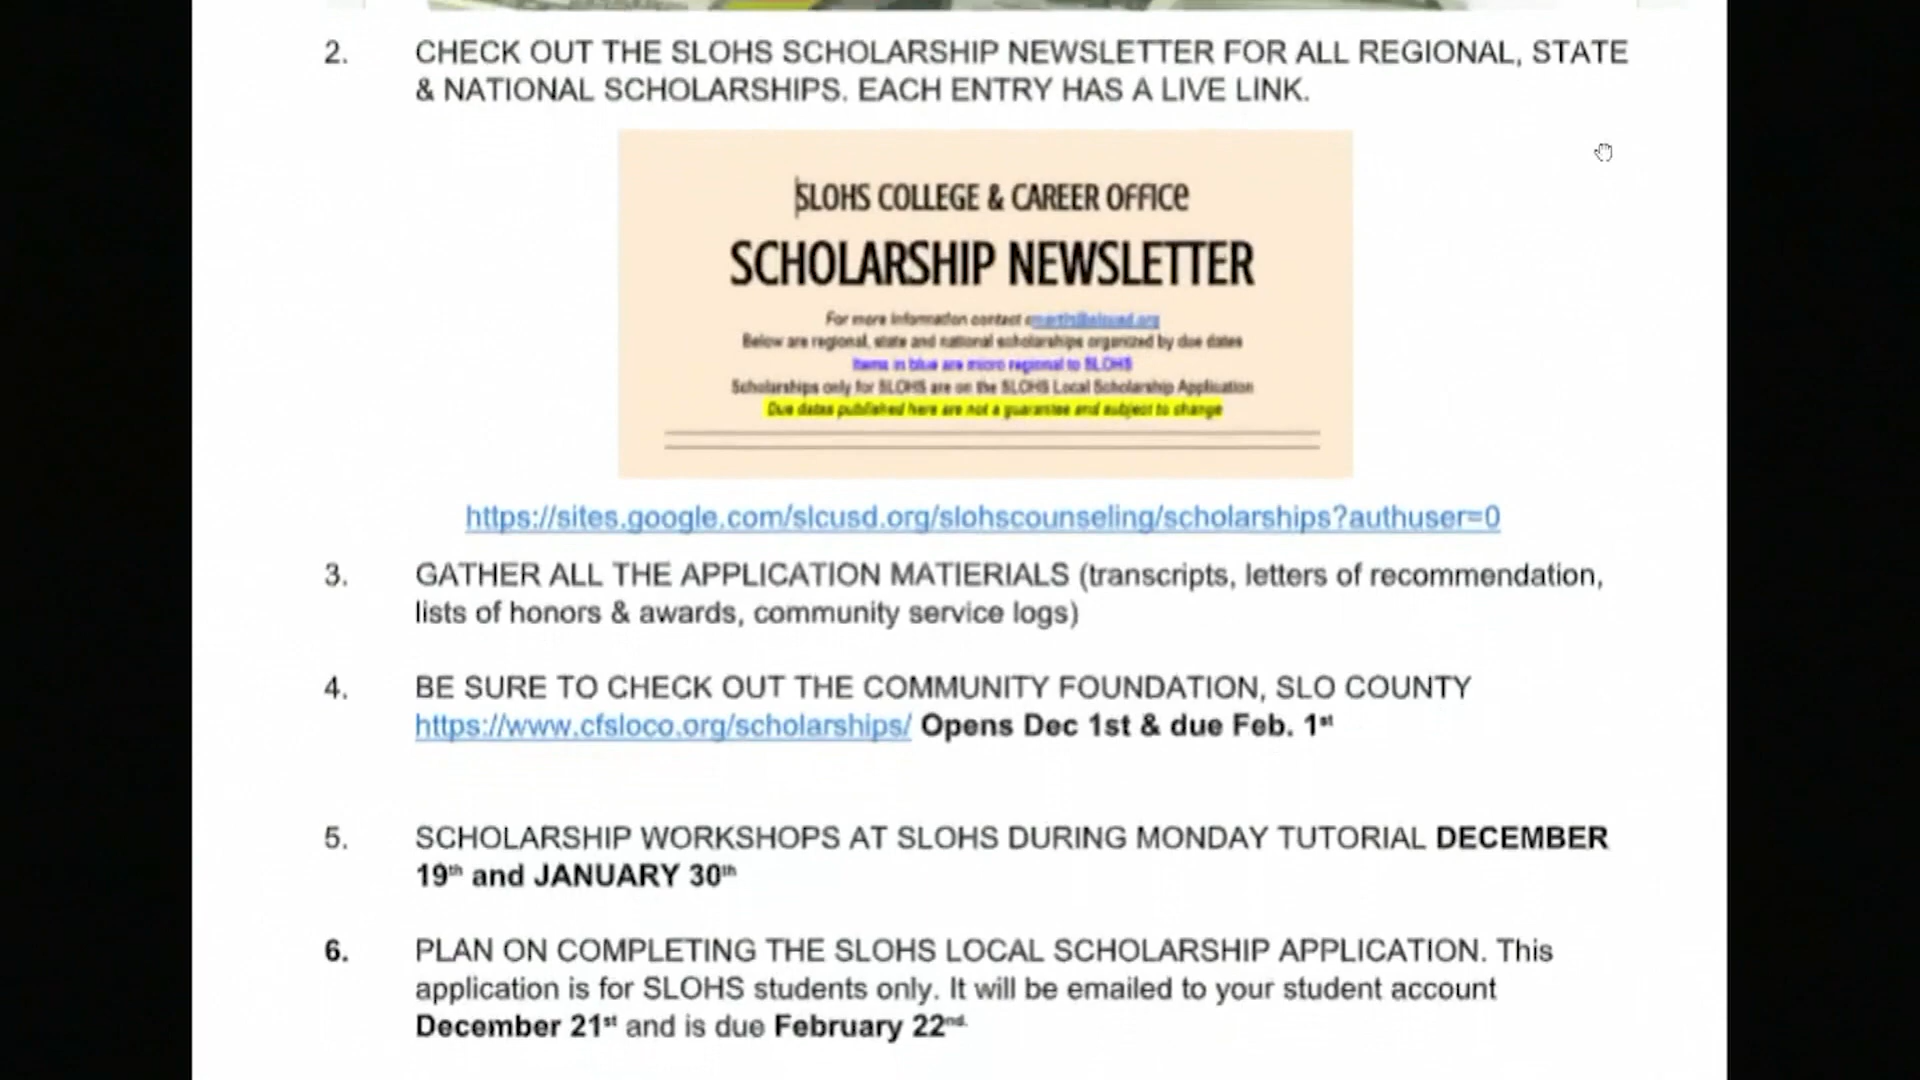 2. CHECK OUT THE SLOHS SCHOLARSHIP NEWSLETTER FOR ALL REGIONAL, STATE
& NATIONAL SCHOLARSHIPS. EACH ENTRY HAS A LIVE LINK.
SLOHS COLLEGE & CAREER OFFICE
SCHOLARSHIP NEWSLETTER
For more information contact
Below are regional, state and national scholarships organized by due dates
Items in blue are micro regional to SLOHS
Scholarships only for SLOHS are on the SLOHS Local Scholarship Application
Due dates published here are not a guarantee and subject to change
https://sites.google.com/slcusd.org/slohscounseling/scholarships?authuser=0
3. GATHER ALL THE APPLICATION MATIERIALS (transcripts, letters of recommendation,
lists of honors & awards, community service logs)
4. BE SURE TO CHECK OUT THE COMMUNITY FOUNDATION, SLO COUNTY
https://www.cfsloco.org/scholarships/ Opens Dec 1st & due Feb. 1st
5. SCHOLARSHIP WORKSHOPS AT SLOHS DURING MONDAY TUTORIAL DECEMBER
19th and JANUARY 30th
6. PLAN ON COMPLETING THE SLOHS LOCAL SCHOLARSHIP APPLICATION. This
application is for SLOHS students only. It will be emailed to your student account
December 21st and is due February 22nd.